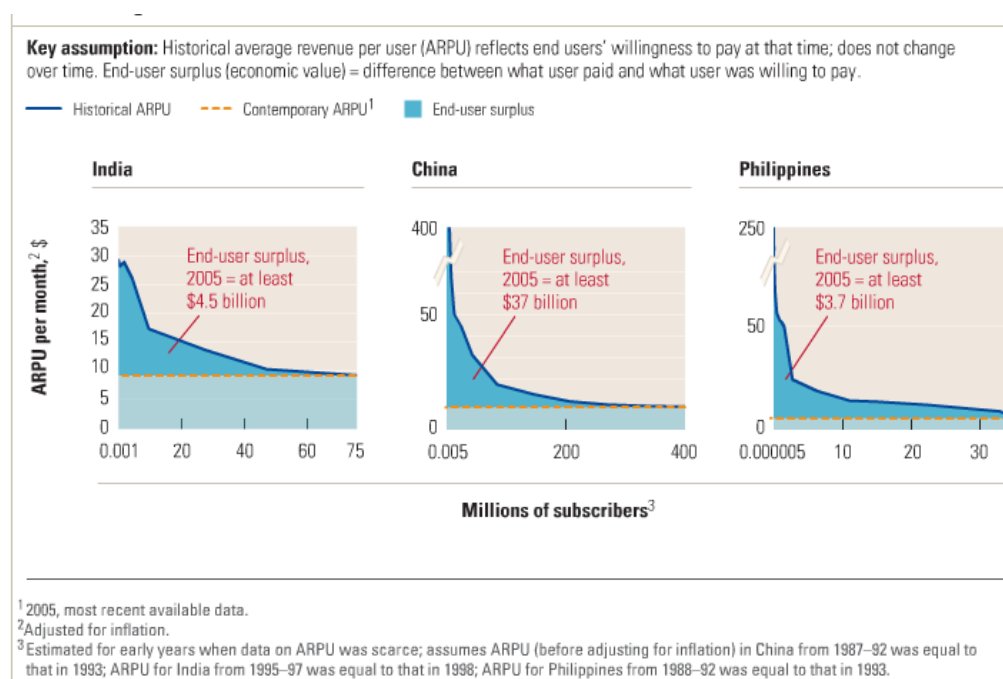 Key assumption: Historical average revenue per user (ARPU) reflects end users' willingness to pay at that time; does not change
over time. End-user surplus (economic value) = difference between what user paid and what user was willing to pay.
Historical ARPU
Contemporary ARPU1
End-user surplus
India
China
Philippines
ARPU per month,2 $
35
30
25
20
15
10
5
0
0.001 20 40 60 75
End-user surplus,
2005 = at least
$4.5 billion
400
50
0
0.005 200 400
End-user surplus,
2005 = at least
$37 billion
250
50
0
0.000005 10 20 30
End-user surplus,
2005 = at least
$3.7 billion
Millions of subscribers3
1 2005, most recent available data.
2Adjusted for inflation.
3 Estimated for early years when data on ARPU was scarce; assumes ARPU (before adjusting for inflation) in China from 1987–92 was equal to
that in 1993; ARPU for India from 1995–97 was equal to that in 1998; ARPU for Philippines from 1988–92 was equal to that in 1993.